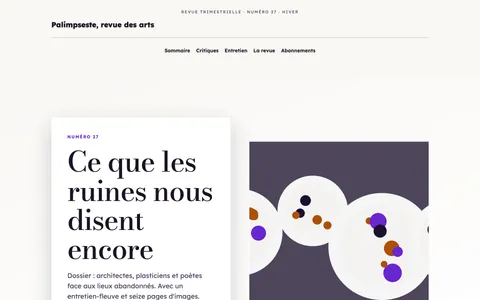 REVUE TRIMESTRIELLE · NUMÉRO 37 · HIVER
Palimpseste, revue des arts
Sommaire Critiques Entretien La revue Abonnements
NUMÉRO 37
Ce que les
ruines nous
disent
encore
Dossier : architectes, plasticiens et poètes
face aux lieux abandonnés. Avec un
entretien-fleuve et seize pages d'images.